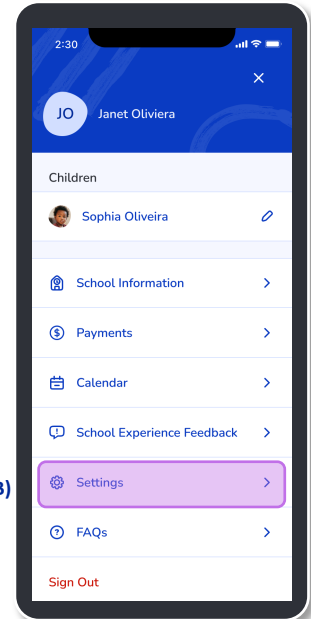 2:30
JO
Janet Oliviera
Children
Sophia Oliveira
School Information
$ Payments
Calendar
! School Experience Feedback
B) Settings
? FAQs
Sign Out